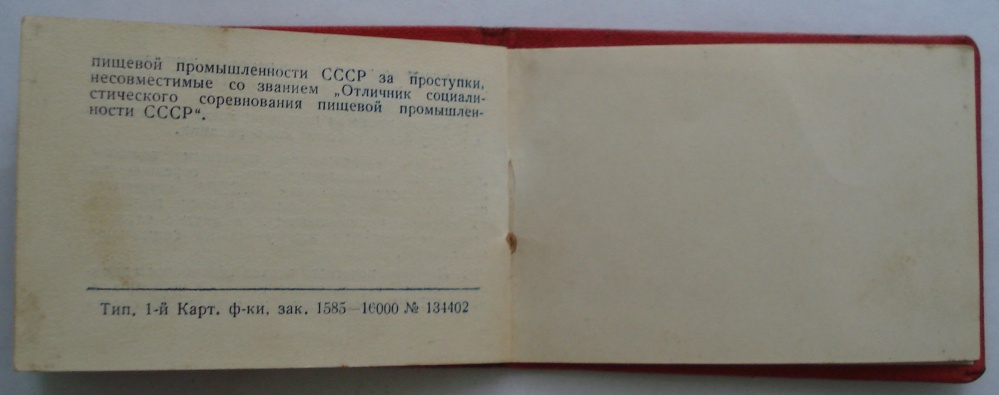 пищевой промышленности СССР за проступки,
несовместимые со званием „Отличник социали-
стического соревнования пищевой промышлен-
ности СССР“.
Тип. 1-й Карт. ф-ки, зак. 1585—16000 № 134402